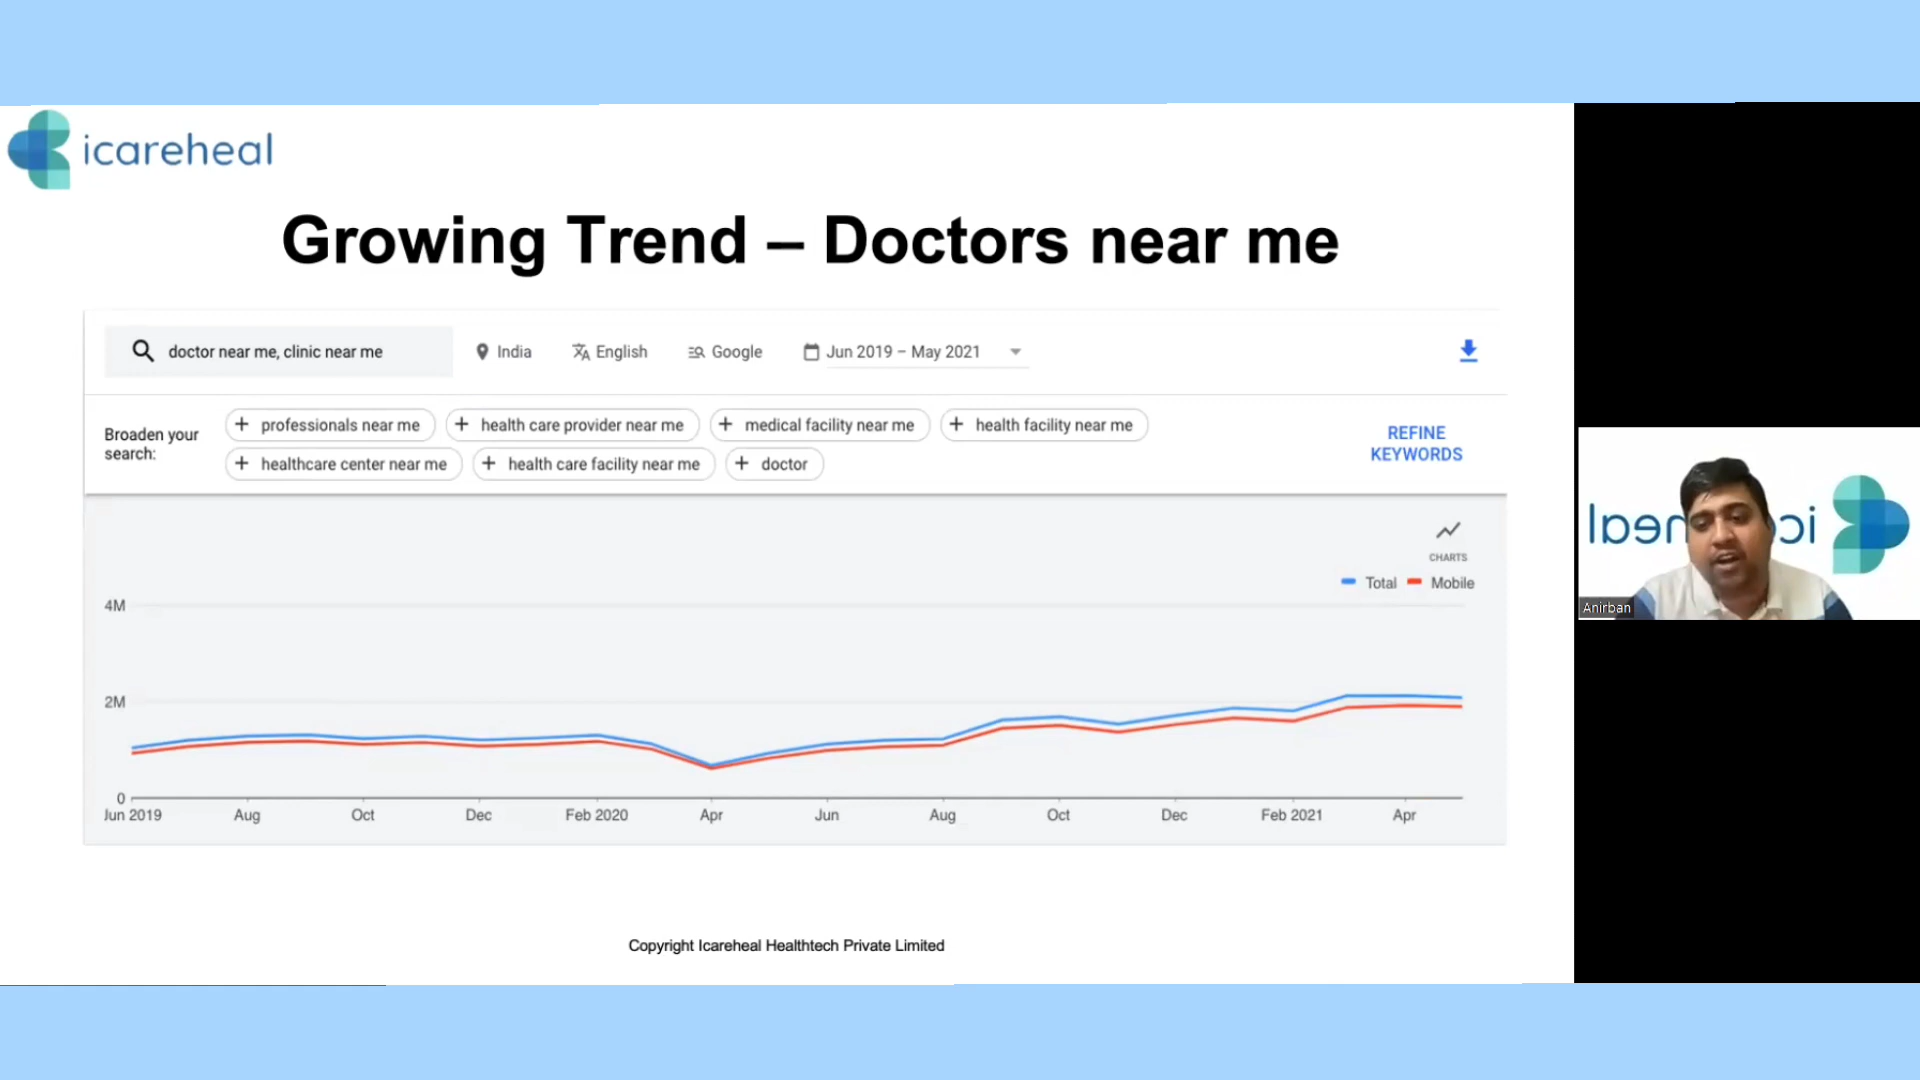 icareheal
Growing Trend – Doctors near me
doctor near me, clinic near me
India
English
Google
Jun 2019 – May 2021
Broaden your
search:
+ professionals near me
+ health care provider near me
+ medical facility near me
+ health facility near me
+ healthcare center near me
+ health care facility near me
+ doctor
REFINE
KEYWORDS
CHARTS
Total
Mobile
4M
2M
0
Jun 2019
Aug
Oct
Dec
Feb 2020
Apr
Jun
Aug
Oct
Dec
Feb 2021
Apr
Copyright Icareheal Healthtech Private Limited
Anirban